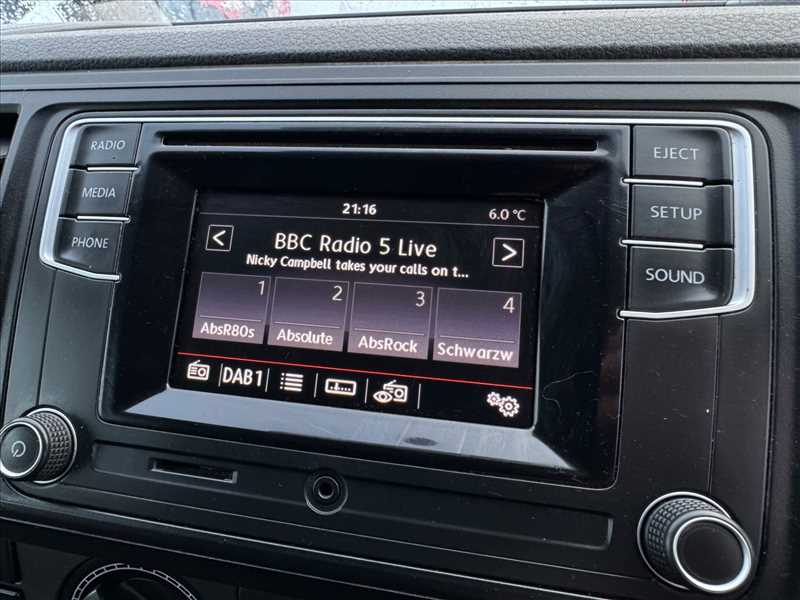 RADIO
MEDIA
PHONE
EJECT
SETUP
SOUND
21:16
6.0 °C
<
BBC Radio 5 Live
>
Nicky Campbell takes your calls on t...
1
2
3
4
AbsR80s
Absolute
AbsRock
Schwarzw
DAB1